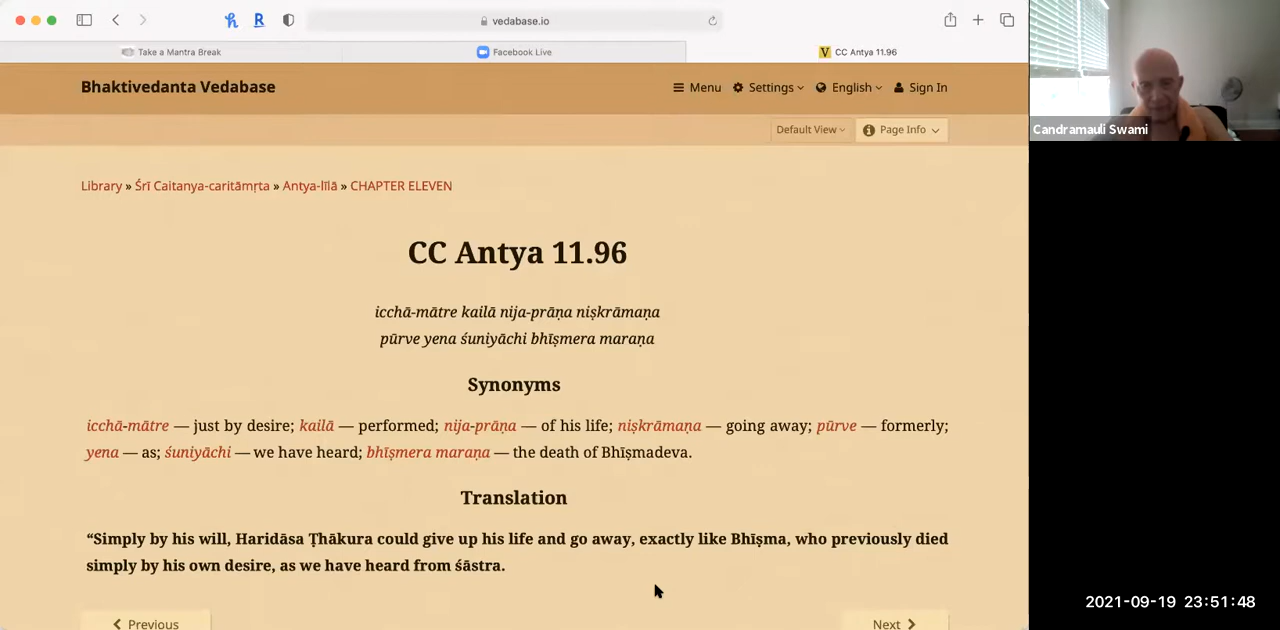 vedabase.io
Take a Mantra Break
Facebook Live
CC Antya 11.96
Bhaktivedanta Vedabase
Menu Settings English Sign In
Default View Page Info
Library » Śrī Caitanya-caritāmṛta » Antya-līlā » CHAPTER ELEVEN
CC Antya 11.96
icchā-mātre kailā nija-prāṇa niṣkrāmaṇa
pūrve yena śuniyāchi bhīṣmera maraṇa
Synonyms
icchā-mātre — just by desire; kailā — performed; nija-prāṇa — of his life; niṣkrāmaṇa — going away; pūrve — formerly;
yena — as; śuniyāchi — we have heard; bhīṣmera maraṇa — the death of Bhīṣmadeva.
Translation
“Simply by his will, Haridāsa Ṭhākura could give up his life and go away, exactly like Bhīṣma, who previously died
simply by his own desire, as we have heard from śāstra.
Previous
Next
Candramauli Swami
2021-09-19 23:51:48